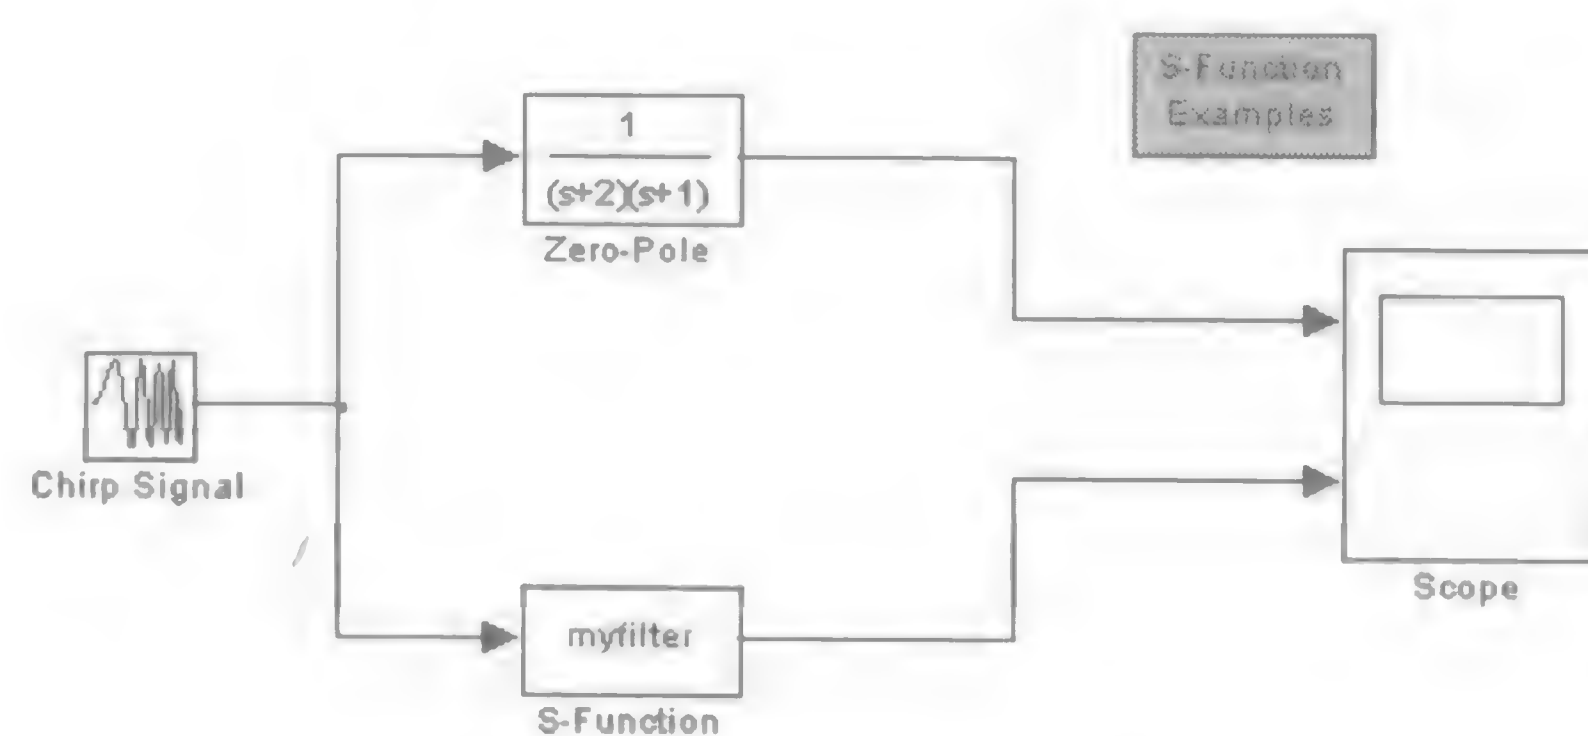 S-Function
Examples
1
(s+2)(s+1)
Zero-Pole
Chirp Signal
myfilter
S-Function
Scope